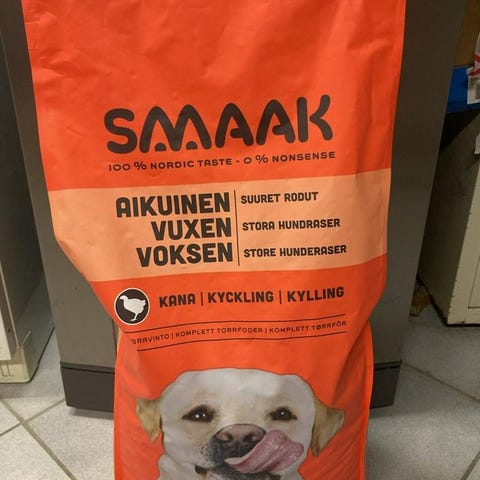 SMAAK
100 % NORDIC TASTE - 0 % NONSENSE
AIKUINEN
VUXEN
VOKSEN
SUURET RODUT
STORA HUNDRASER
STORE HUNDERASER
KANA | KYCKLING | KYLLING
SRAVINTO | KOMPLETT TORRFODER | KOMPLETT TØRRFÔR